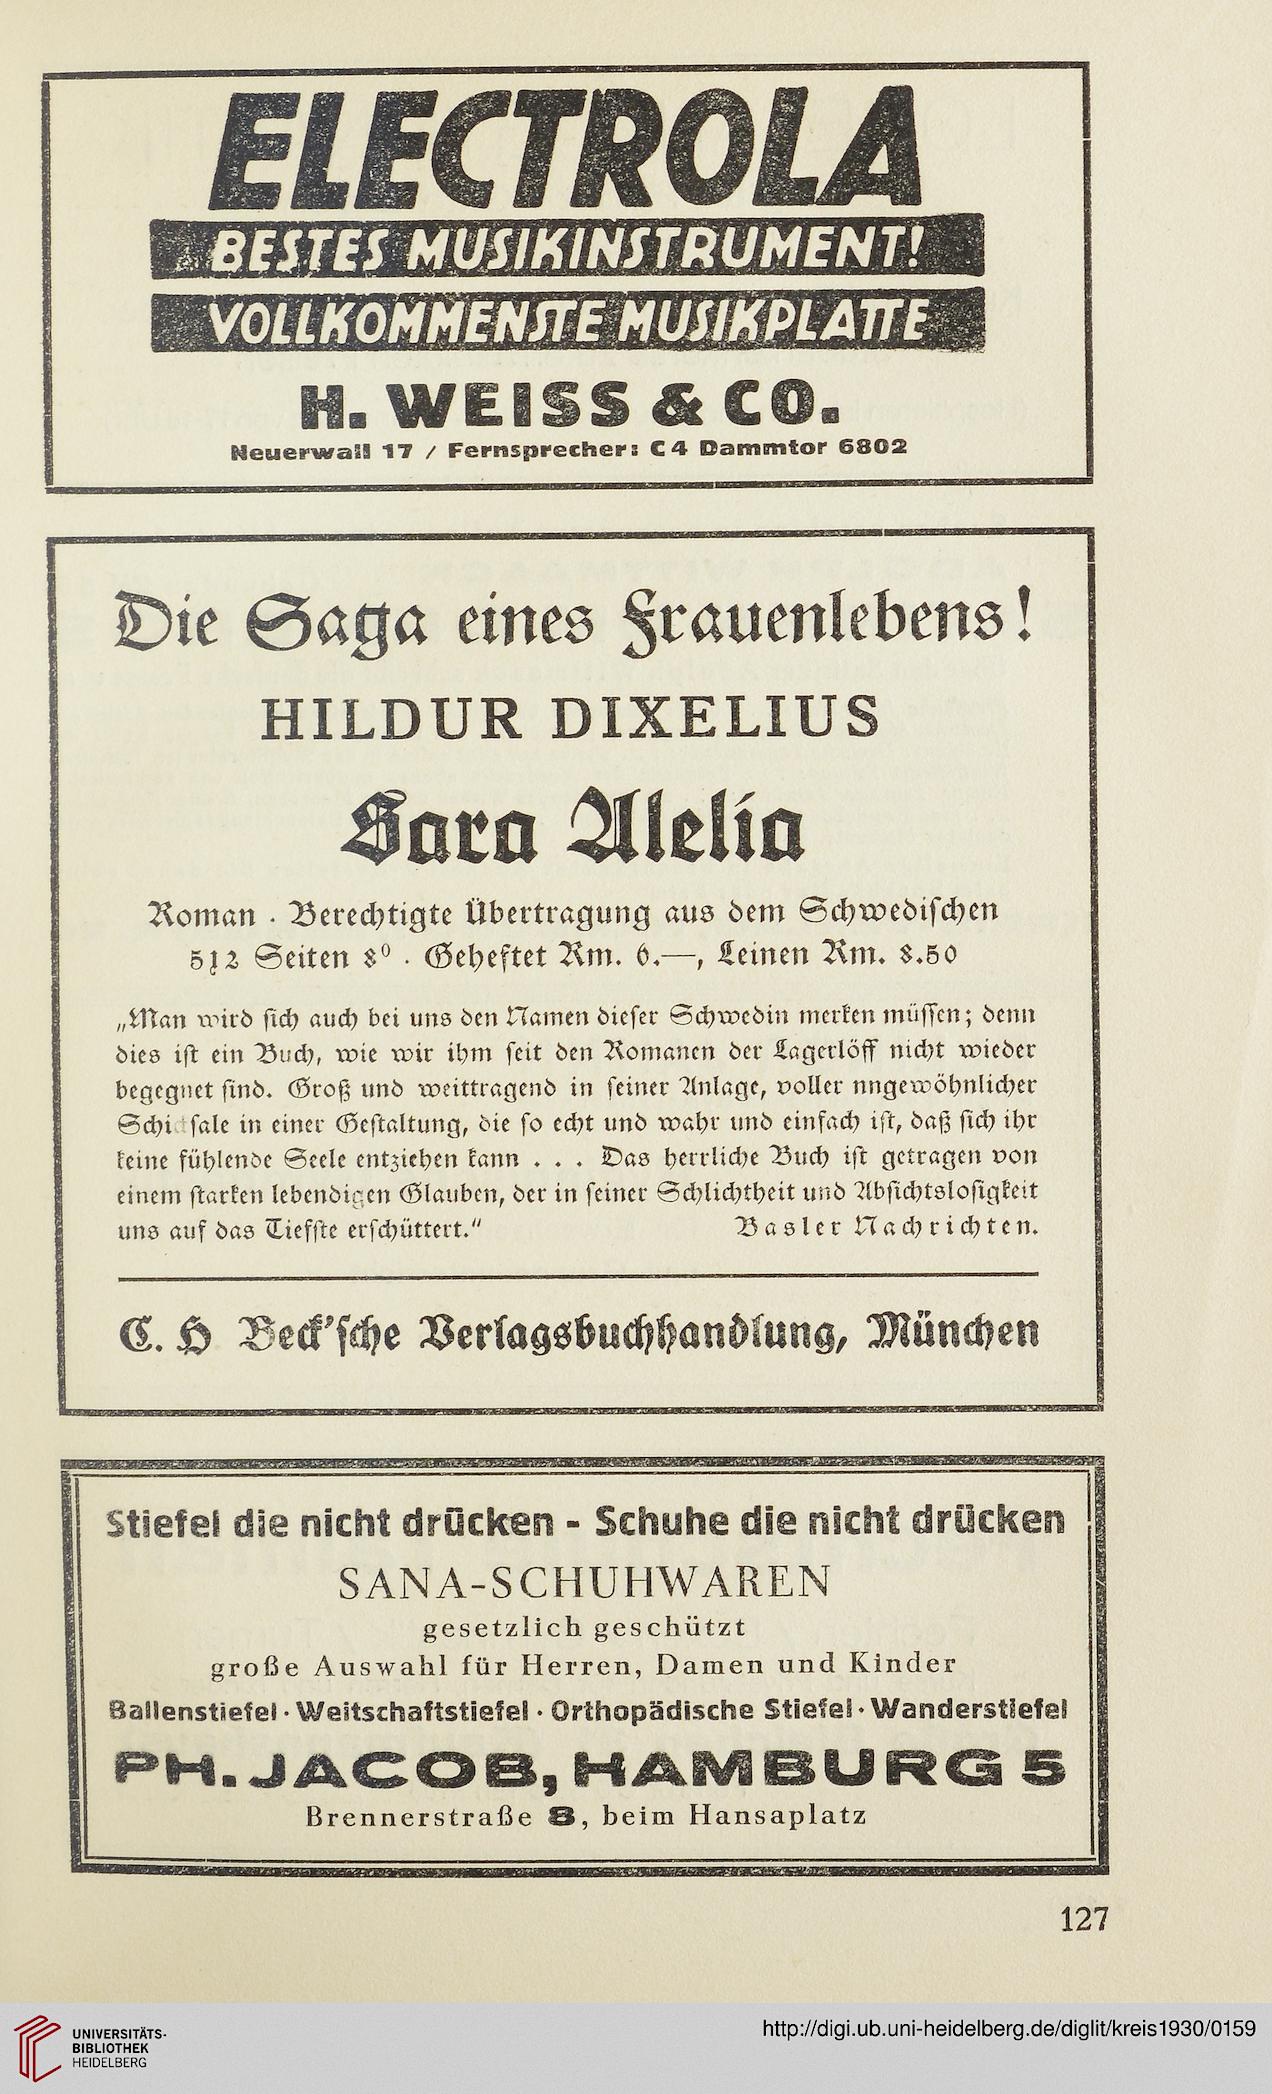 ELECTROLA
BESTES MUSIKINSTRUMENT!
VOLLKOMMENSTE MUSIKPLATTE
H. WEISS & CO.
Neuerwall 17 / Fernsprecher: C 4 Dammtor 6802
Die Saga eines Frauenlebens!
HILDUR DIXELIUS
Sara Alelia
Roman · Berechtigte Übertragung aus dem Schwedischen
512 Seiten 8⁰ · Geheftet Rm. 6.—, Leinen Rm. 8.50
„Man wird sich auch bei uns den Namen dieser Schwedin merken müssen; denn
dies ist ein Buch, wie wir ihm seit den Romanen der Lagerlöff nicht wieder
begegnet sind. Groß und weittragend in seiner Anlage, voller nngewöhnlicher
Schicksale in einer Gestaltung, die so echt und wahr und einfach ist, daß sich ihr
keine fühlende Seele entziehen kann . . . Das herrliche Buch ist getragen von
einem starken lebendigen Glauben, der in seiner Schlichtheit und Absichtslosigkeit
uns auf das Tiefste erschüttert." Basler Nachrichten.
C. H Beck'sche Verlagsbuchhandlung, München
Stiefel die nicht drücken - Schuhe die nicht drücken
SANA-SCHUHWAREN
gesetzlich geschützt
große Auswahl für Herren, Damen und Kinder
Ballenstiefel · Weitschaftstiefel · Orthopädische Stiefel · Wanderstiefel
PH. JACOB, HAMBURG 5
Brennerstraße 8, beim Hansaplatz
127
UNIVERSITÄTS-
BIBLIOTHEK
HEIDELBERG
http://digi.ub.uni-heidelberg.de/diglit/kreis1930/0159